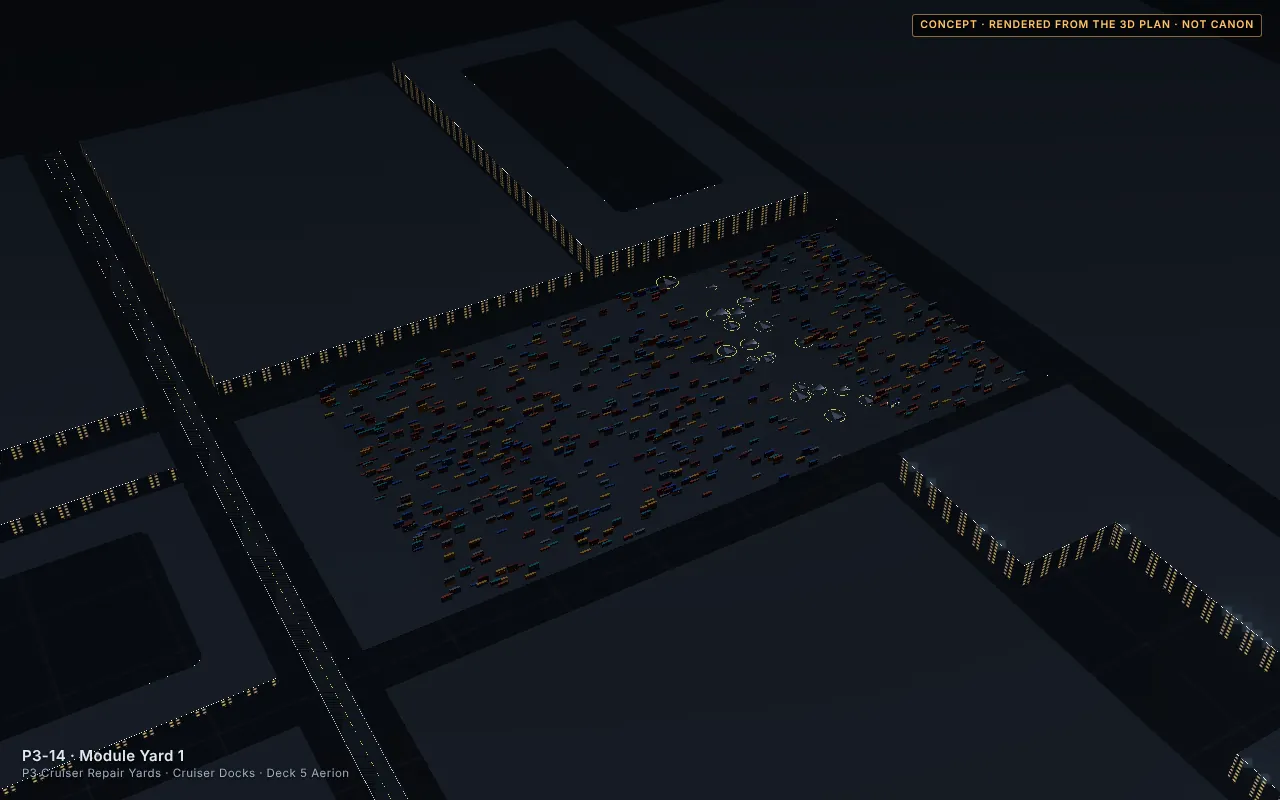 CONCEPT · RENDERED FROM THE 3D PLAN · NOT CANON
P3-14 · Module Yard 1
P3 Cruiser Repair Yards · Cruiser Docks · Deck 5 Aerion